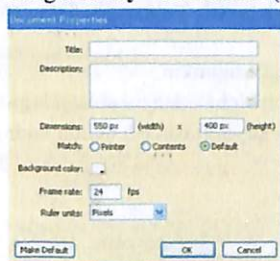 Document Properties
Title:
Description:
Dimensions: 550 px (width) x 400 px (height)
Match: Printer Contents Default
Background color:
Frame rate: 24 fps
Ruler units: Pixels
Make Default OK Cancel